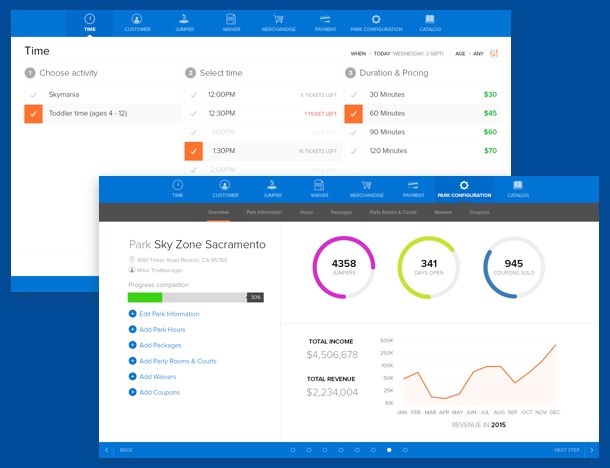 TIME CUSTOMER JUMPER WAIVER MERCHANDISE PAYMENT PARK CONFIGURATION CATALOG
Time
WHEN • TODAY (WEDNESDAY, 3 SEPT) AGE • ANY
1 Choose activity
Skymania
Toddler time (ages 4 - 12)
2 Select time
12:00PM 5 TICKETS LEFT
12:30PM 1 TICKET LEFT
1:00PM SOLD OUT
1:30PM 15 TICKETS LEFT
2:00PM SOLD OUT
3 Duration & Pricing
30 Minutes $30
60 Minutes $45
90 Minutes $60
120 Minutes $70
TIME CUSTOMER JUMPER WAIVER MERCHANDISE PAYMENT PARK CONFIGURATION CATALOG
Overview Park Information Hours Packages Party Rooms & Courts Waivers Coupons
Park Sky Zone Sacramento
1091 Tinker Road Rocklin, CA 95765
Mike TheManager
Progress completion
30%
Edit Park Information
Add Park Hours
Add Packages
Add Party Rooms & Courts
Add Waivers
Add Coupons
4358
JUMPERS
341
DAYS OPEN
945
COUPONS SOLD
TOTAL INCOME
$4,506,678
TOTAL REVENUE
$2,234,004
500K
250K
100K
50K
25K
10K
JAN FEB MAR APR MAY JUN JUL AUG SEP OCT NOV DEC
REVENUE IN 2015
BACK NEXT STEP